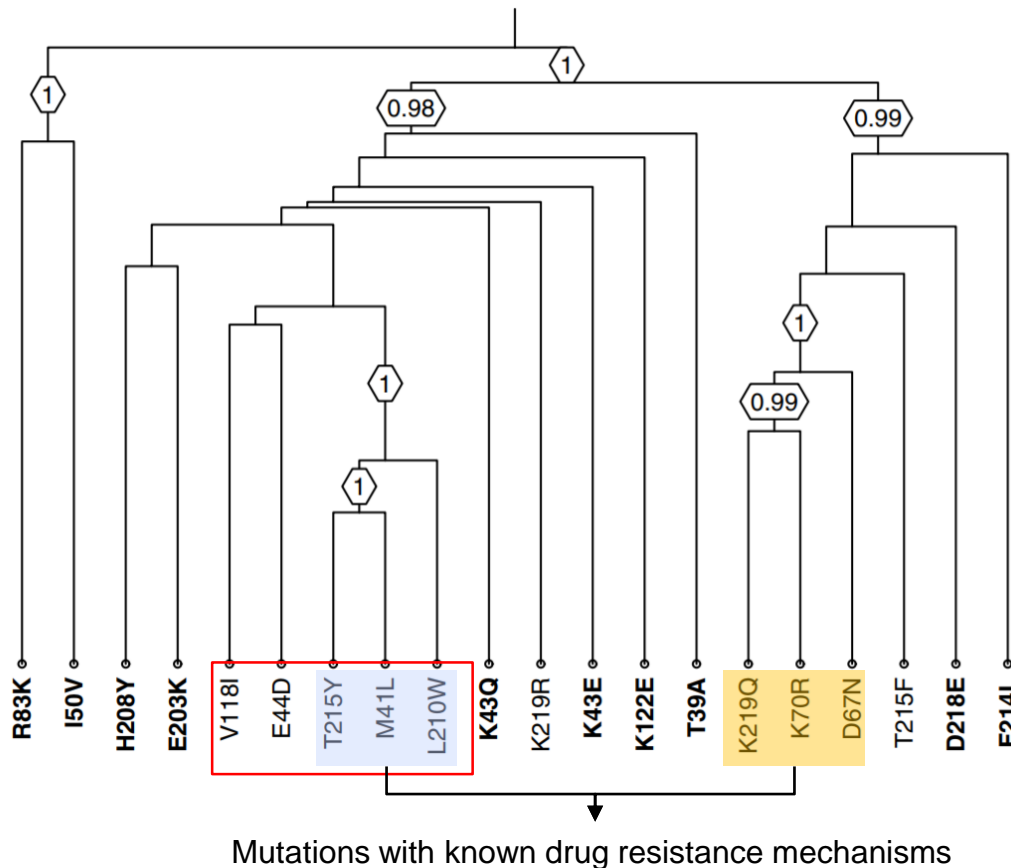 1
1
0.98
0.99
1
1
0.99
1
R83K
I50V
H208Y
E203K
V118I
E44D
T215Y
M41L
L210W
K43Q
K219R
K43E
K122E
T39A
K219Q
K70R
D67N
T215F
D218E
F214L
Mutations with known drug resistance mechanisms